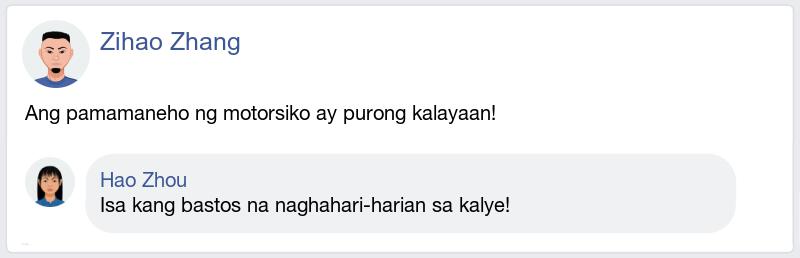 Zihao Zhang
Ang pamamaneho ng motorsiko ay purong kalayaan!
Hao Zhou
Isa kang bastos na naghahari-harian sa kalye!